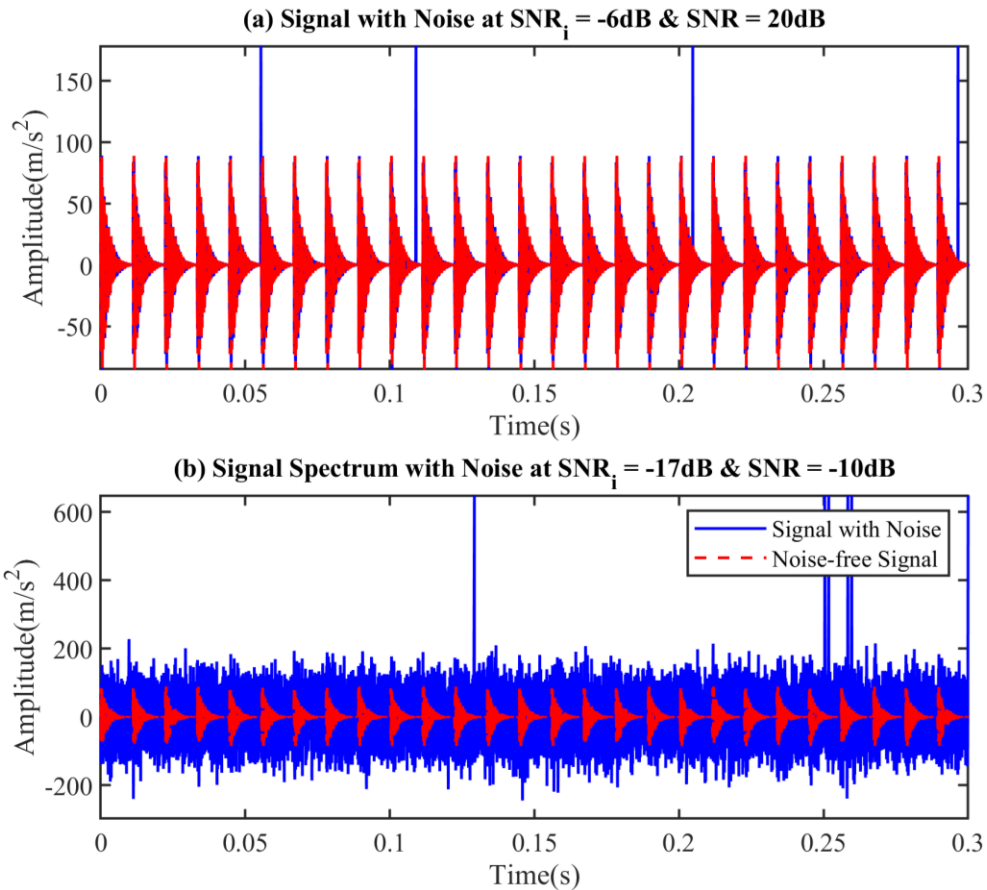 (a) Signal with Noise at SNRi = -6dB & SNR = 20dB
150
100
50
0
-50
Amplitude(m/s2)
0 0.05 0.1 0.15 0.2 0.25 0.3
Time(s)
(b) Signal Spectrum with Noise at SNRi = -17dB & SNR = -10dB
600
400
200
0
-200
Amplitude(m/s2)
Signal with Noise
Noise-free Signal
0 0.05 0.1 0.15 0.2 0.25 0.3
Time(s)